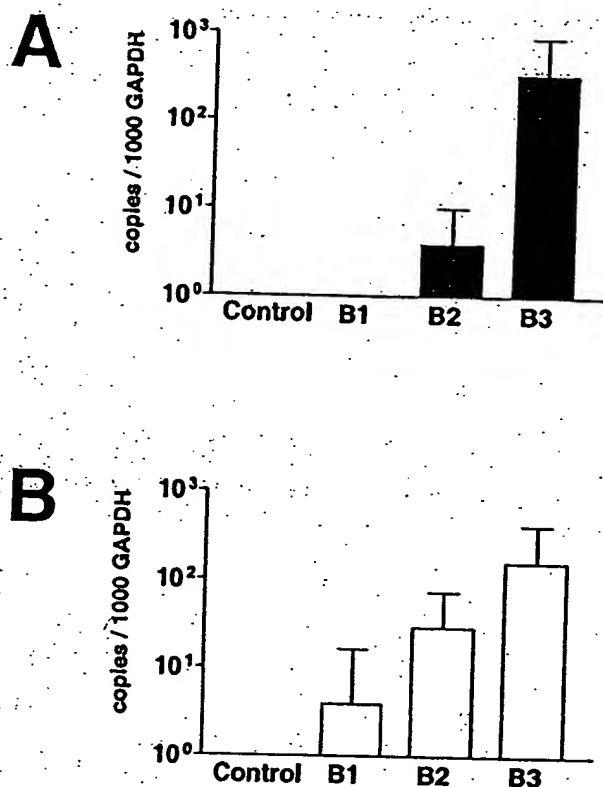 A
copies / 1000 GAPDH
10³
10²
10¹
10⁰
Control B1 B2 B3
B
copies / 1000 GAPDH
10³
10²
10¹
10⁰
Control B1 B2 B3